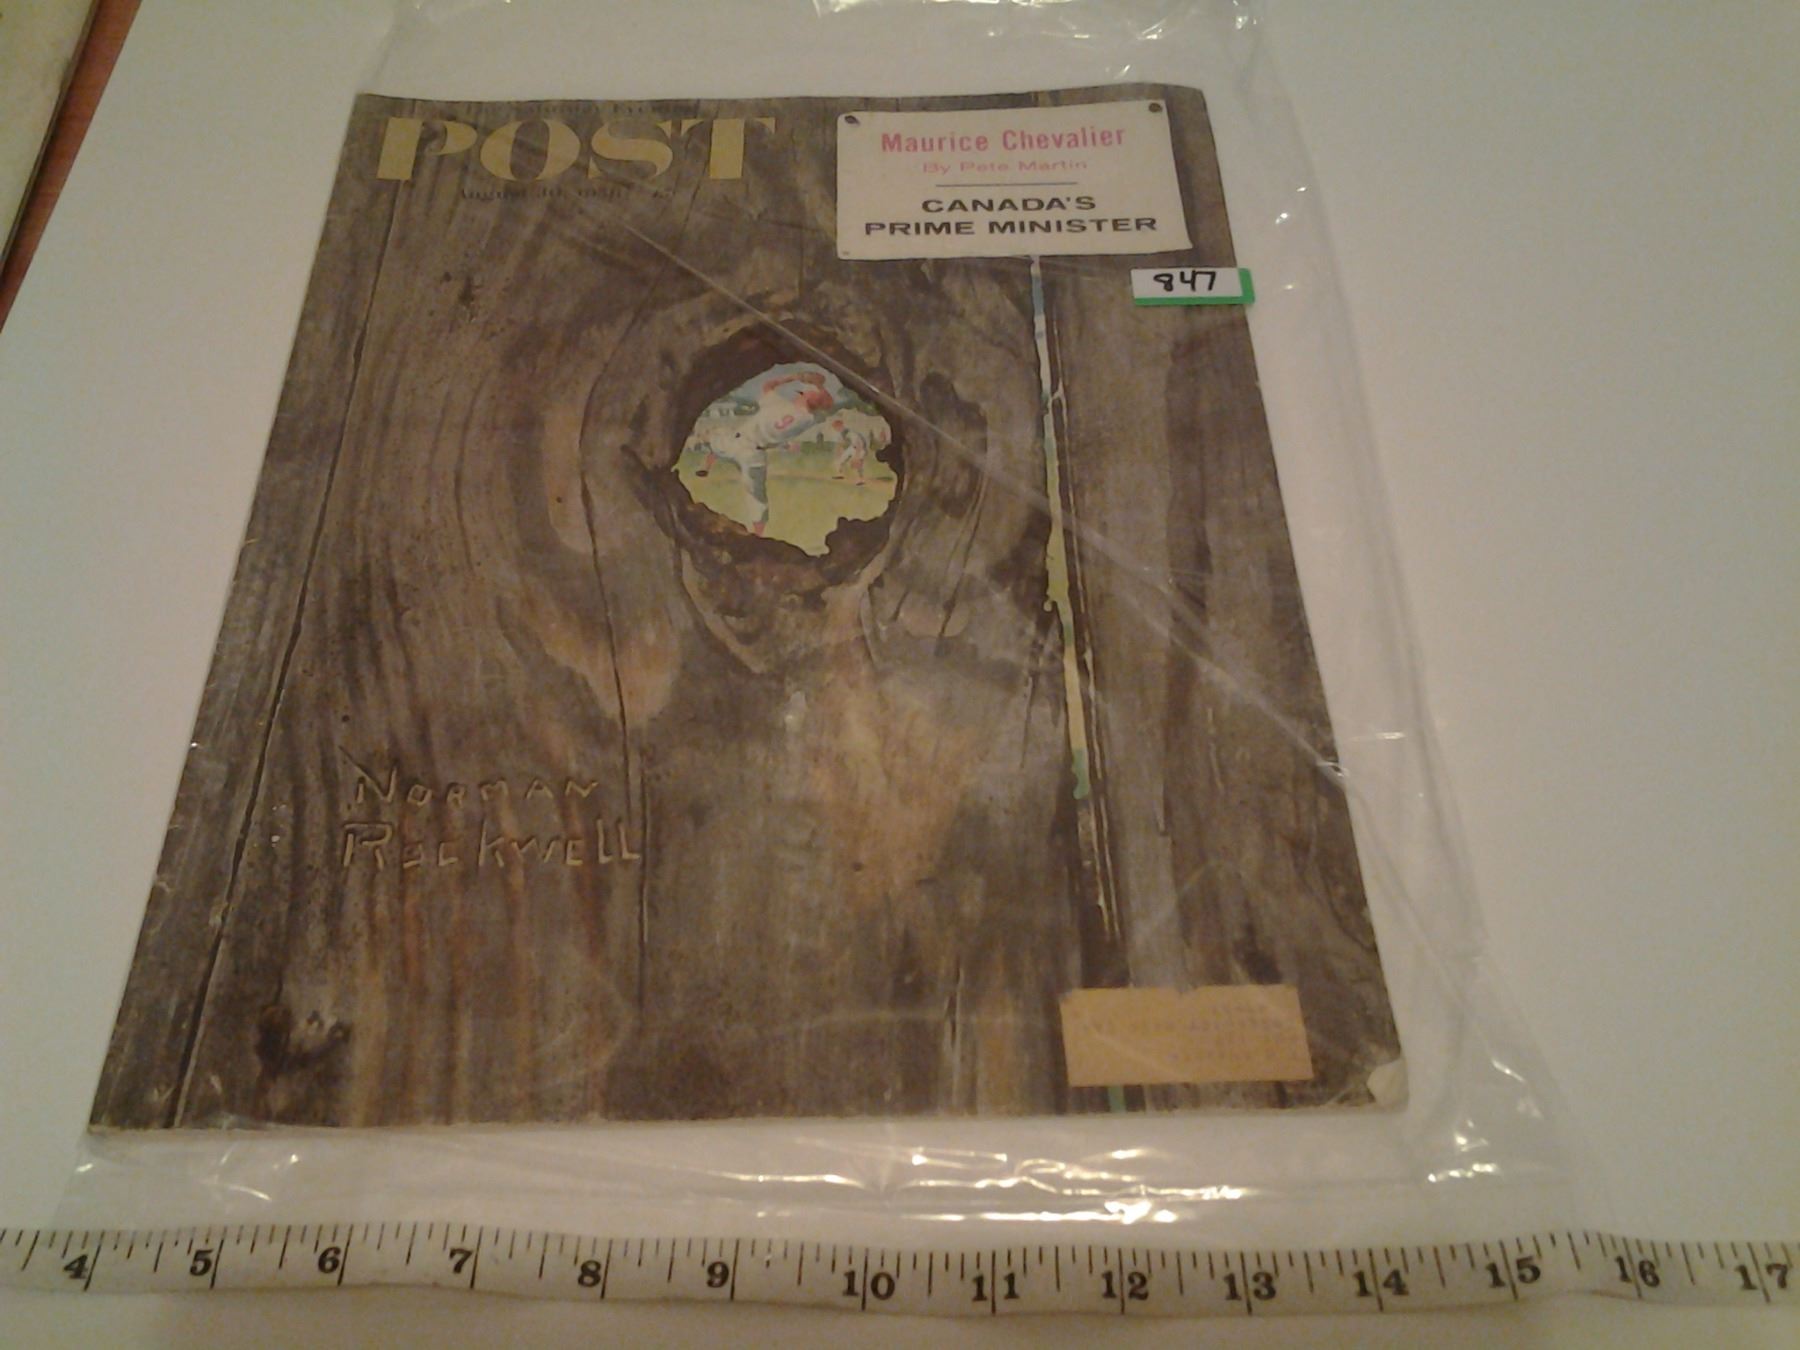 POST
Maurice Chevalier
By Pete Martin
CANADA'S
PRIME MINISTER
847
9
NORMAN
ROCKWELL
4 5 6 7 8 9 10 11 12 13 14 15 16 17